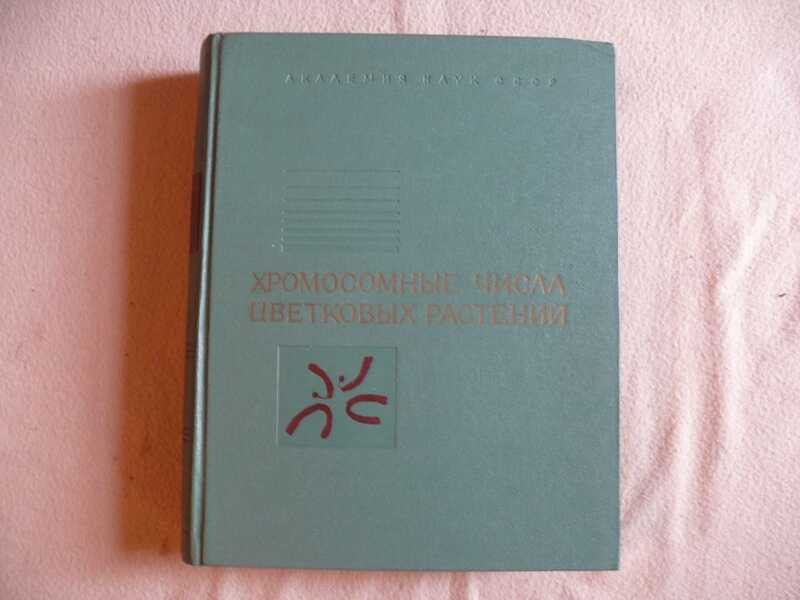 АКАДЕМИЯ НАУК СССР
ХРОМОСОМНЫЕ ЧИСЛА
ЦВЕТКОВЫХ РАСТЕНИЙ